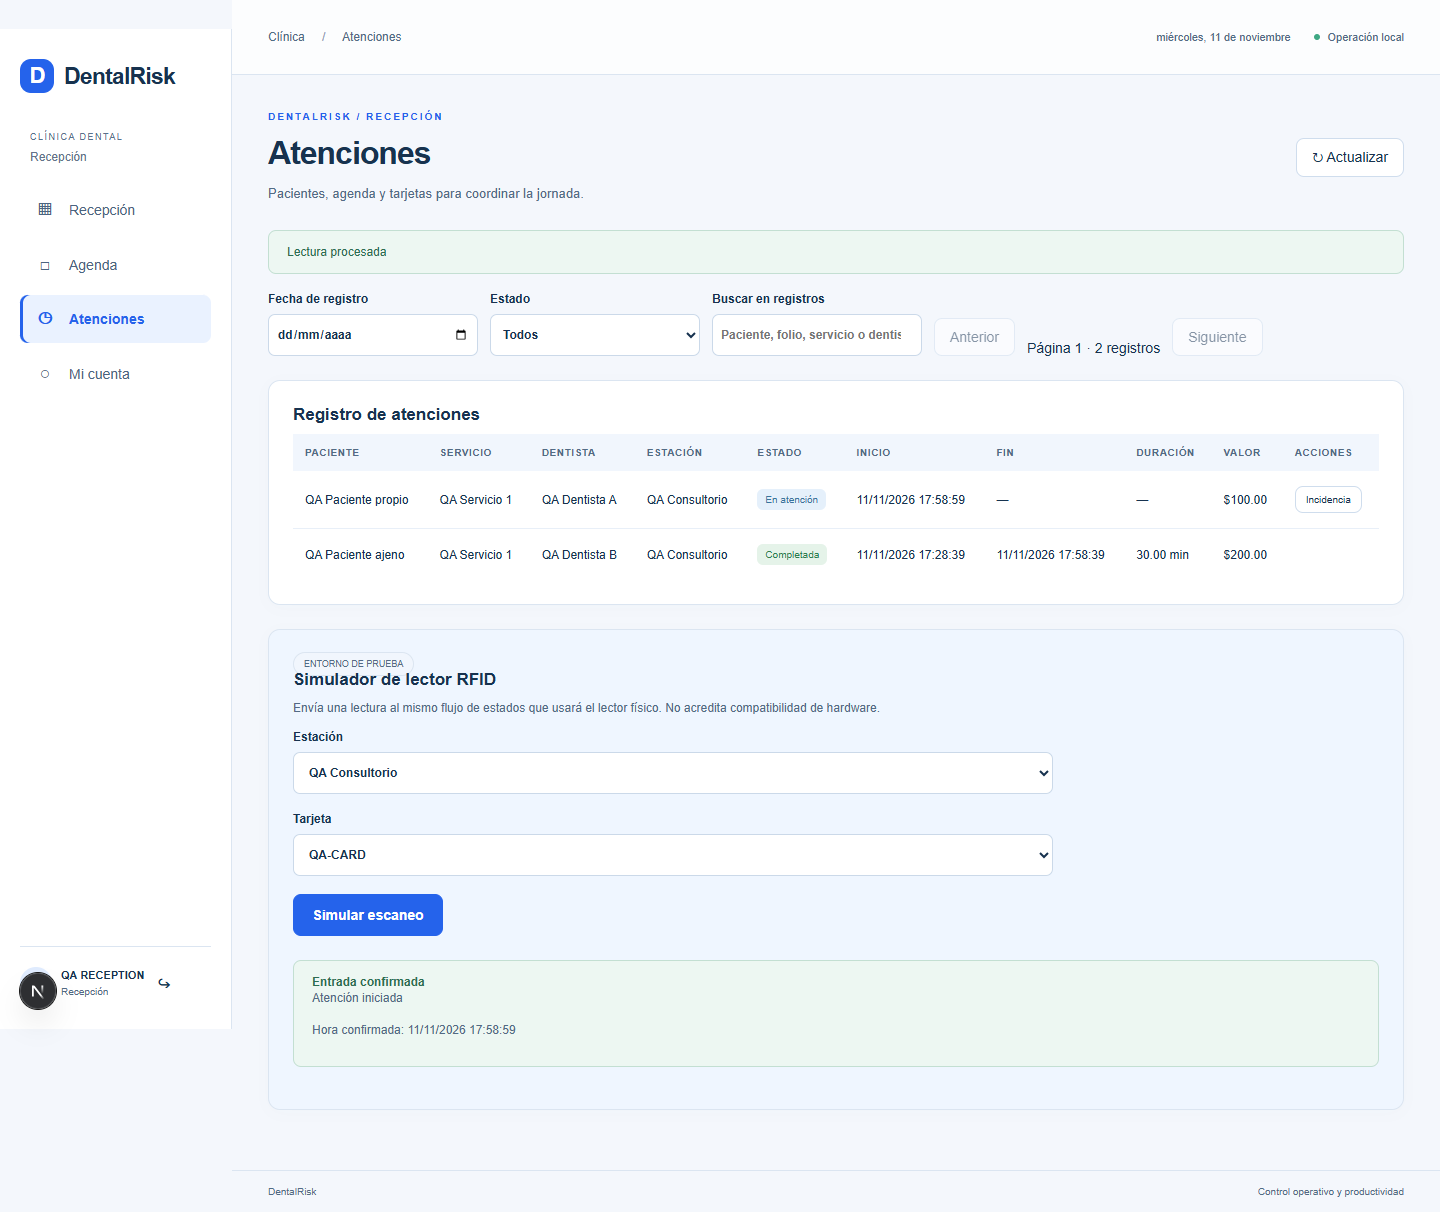 Clínica / Atenciones
miércoles, 11 de noviembre
Operación local
D DentalRisk
CLÍNICA DENTAL
Recepción
Recepción
Agenda
Atenciones
Mi cuenta
QA RECEPTION
Recepción
N
DENTALRISK / RECEPCIÓN
Atenciones
Pacientes, agenda y tarjetas para coordinar la jornada.
↻ Actualizar
Lectura procesada
Fecha de registro
dd/mm/aaaa
Estado
Todos
Buscar en registros
Paciente, folio, servicio o dentis
Anterior
Página 1 · 2 registros
Siguiente
Registro de atenciones
PACIENTE SERVICIO DENTISTA ESTACIÓN ESTADO INICIO FIN DURACIÓN VALOR ACCIONES
QA Paciente propio QA Servicio 1 QA Dentista A QA Consultorio En atención 11/11/2026 17:58:59 — — $100.00 Incidencia
QA Paciente ajeno QA Servicio 1 QA Dentista B QA Consultorio Completada 11/11/2026 17:28:39 11/11/2026 17:58:39 30.00 min $200.00
ENTORNO DE PRUEBA
Simulador de lector RFID
Envía una lectura al mismo flujo de estados que usará el lector físico. No acredita compatibilidad de hardware.
Estación
QA Consultorio
Tarjeta
QA-CARD
Simular escaneo
Entrada confirmada
Atención iniciada
Hora confirmada: 11/11/2026 17:58:59
DentalRisk
Control operativo y productividad